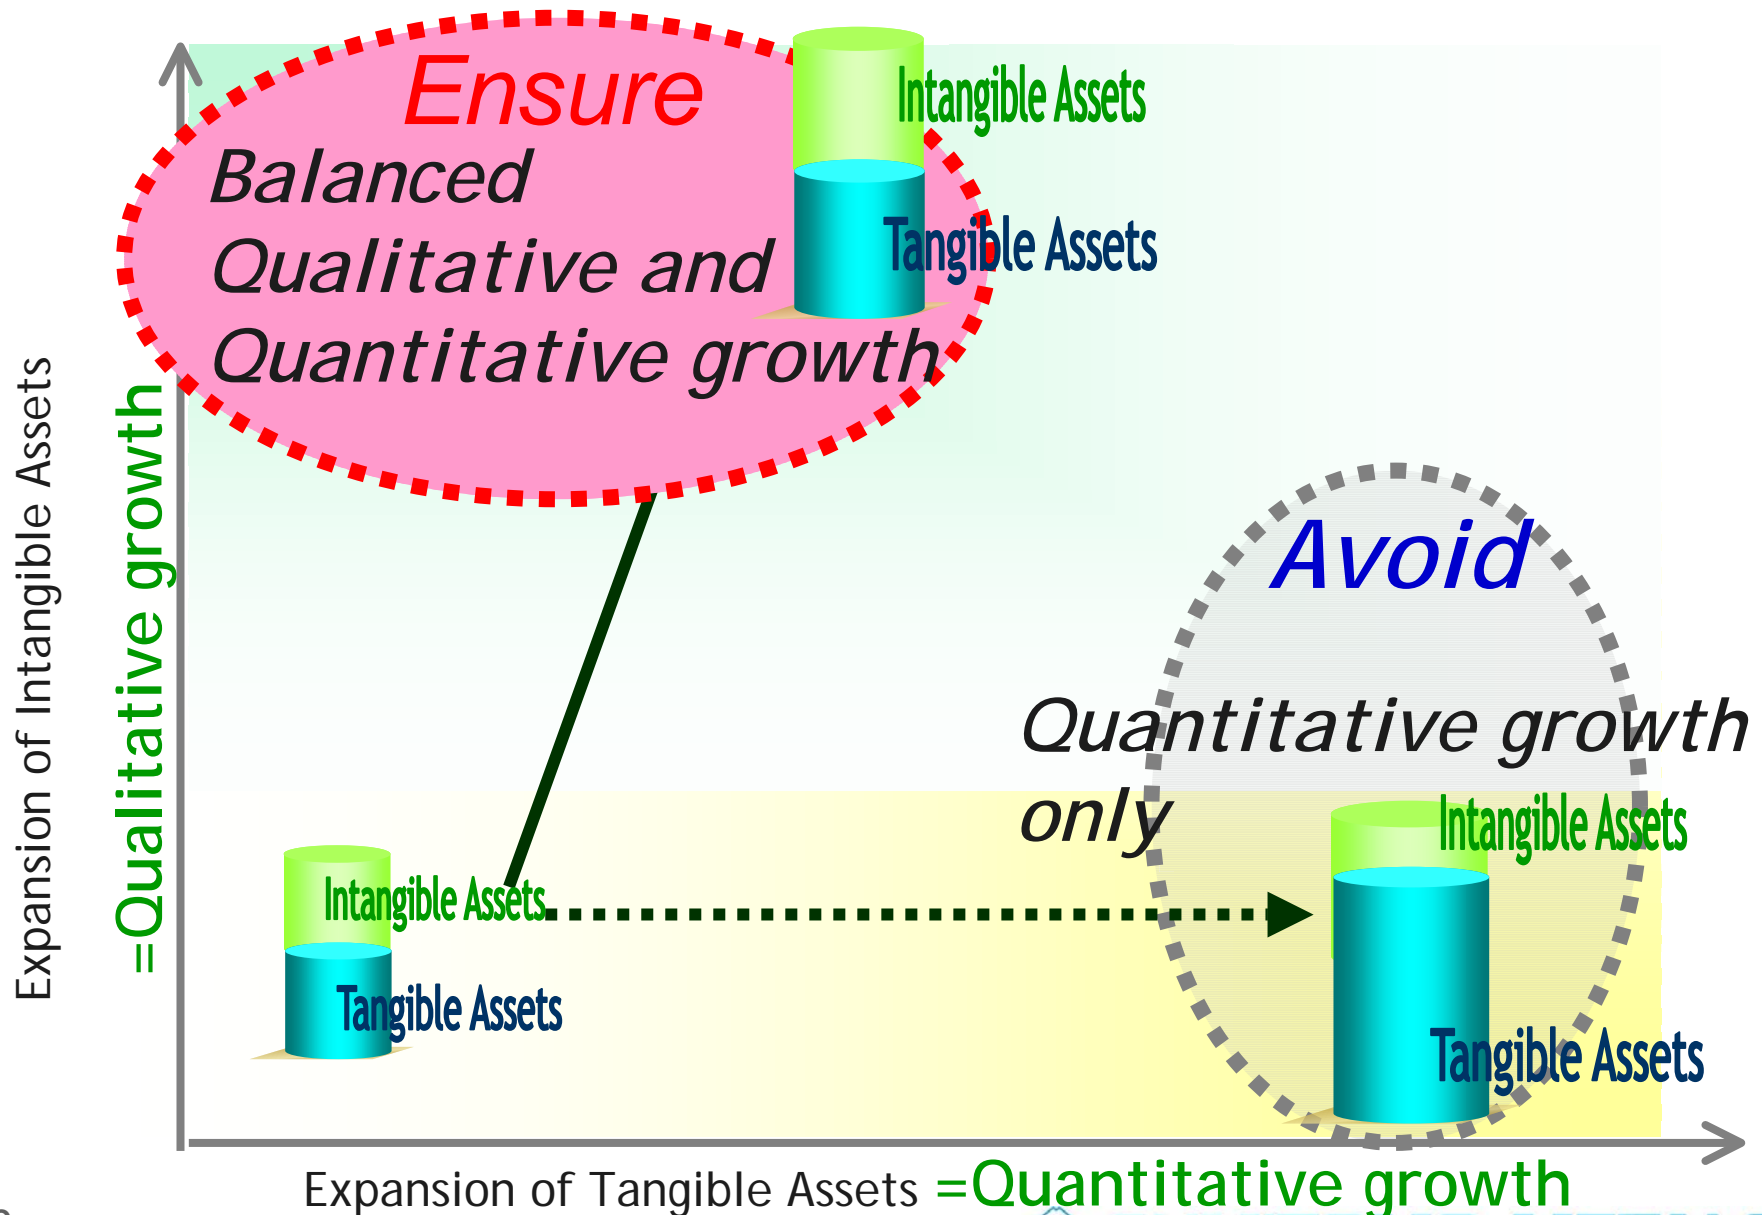 Ensure
Balanced
Qualitative and
Quantitative growth
Intangible Assets
Tangible Assets
Expansion of Intangible Assets
=Qualitative growth
Avoid
Quantitative growth
only
Intangible Assets
Tangible Assets
Intangible Assets
Tangible Assets
Expansion of Tangible Assets =Quantitative growth